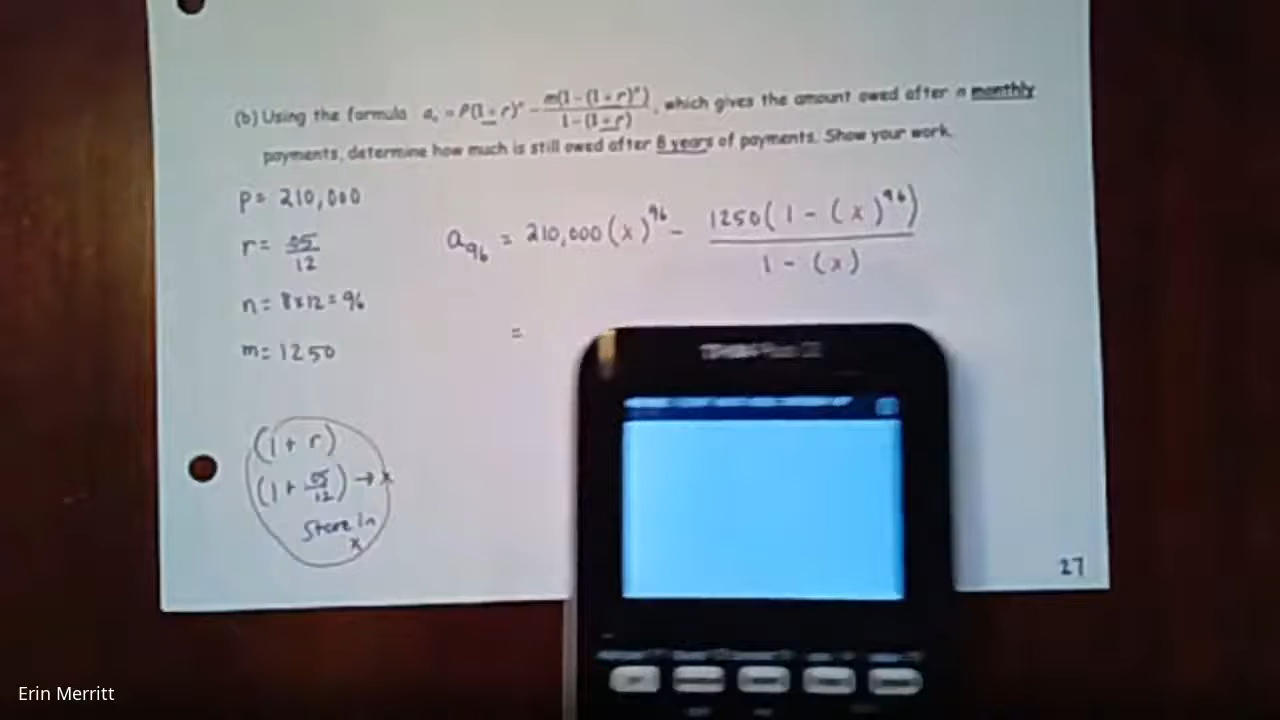 (b) Using the formula aₙ = P(1 + r)ⁿ - m(1 - (1 + r)ⁿ) / 1 - (1 + r), which gives the amount owed after n monthly
payments, determine how much is still owed after 8 years of payments. Show your work.
P = 210,000
r = .05/12
n = 8x12 = 96
m = 1250
a₉₆ = 210,000(x)⁹⁶ - 1250(1 - (x)⁹⁶) / 1 - (x)
=
(1 + r)
(1 + .05/12) → x
Store in
x
27
Erin Merritt